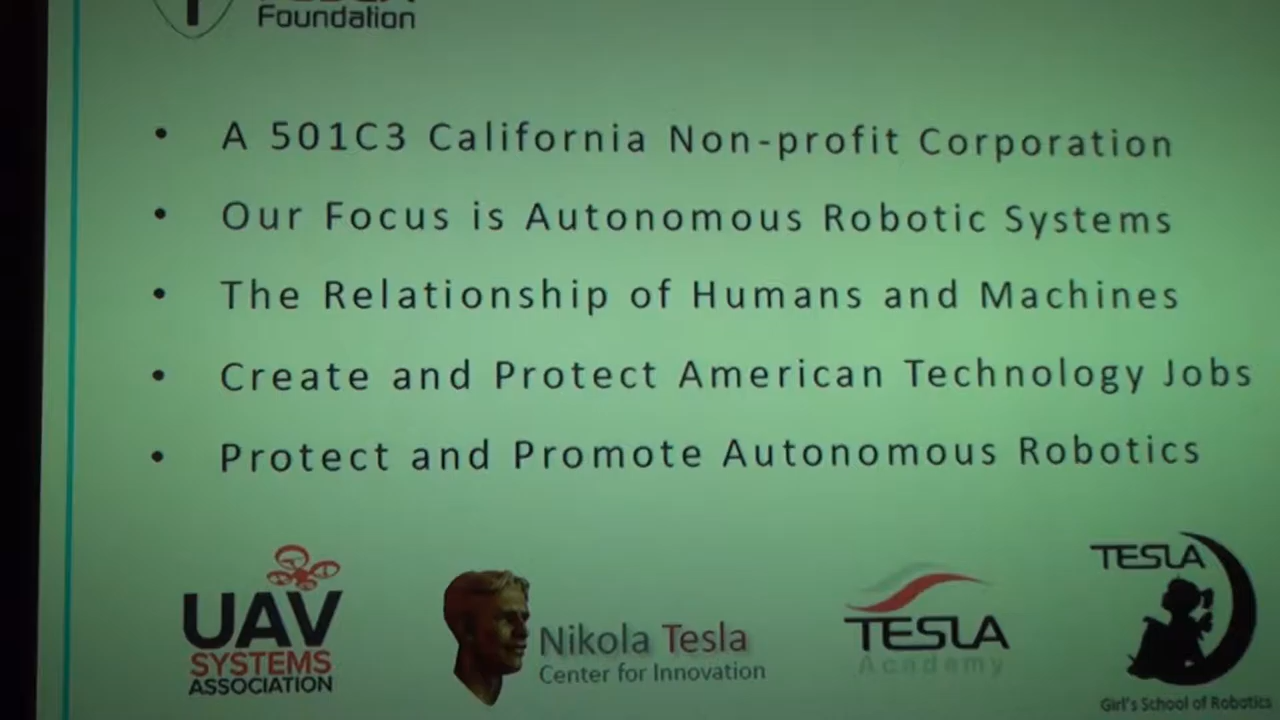 Foundation
• A 501C3 California Non-profit Corporation
• Our Focus is Autonomous Robotic Systems
• The Relationship of Humans and Machines
• Create and Protect American Technology Jobs
• Protect and Promote Autonomous Robotics
UAV
SYSTEMS
ASSOCIATION
Nikola Tesla
Center for Innovation
TESLA
Academy
TESLA
Girl's School of Robotics